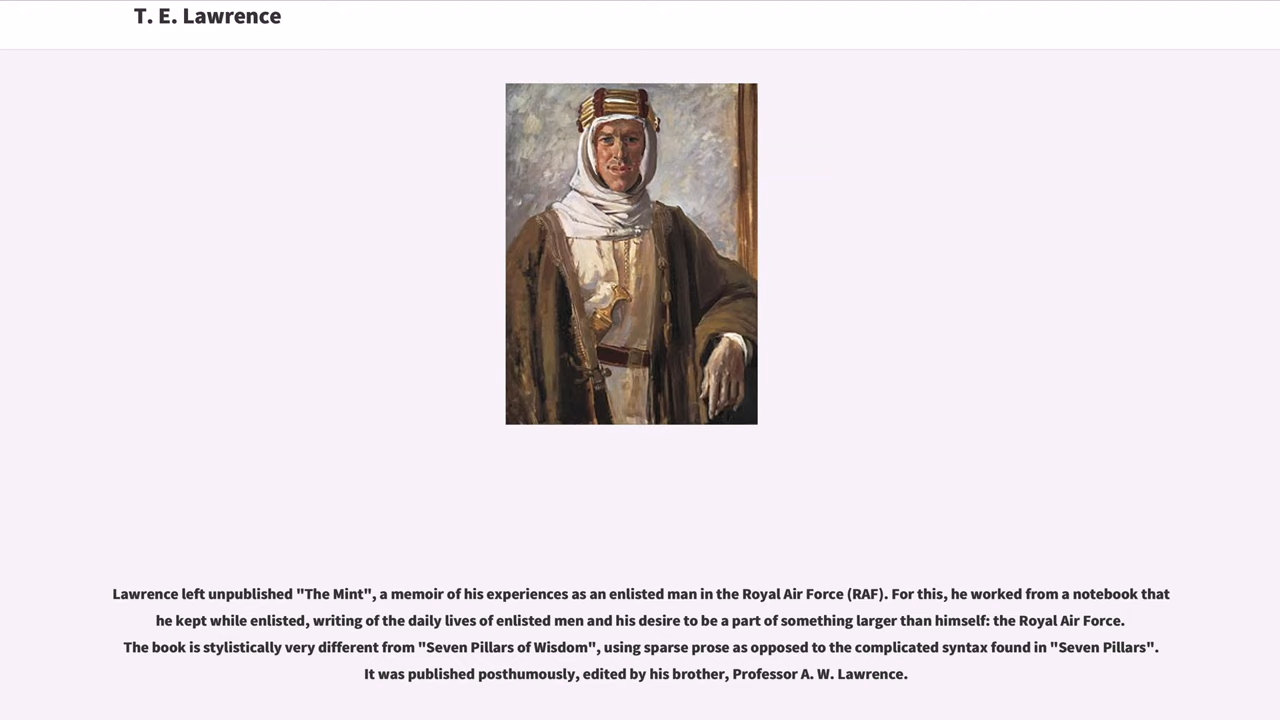 T. E. Lawrence
Lawrence left unpublished "The Mint", a memoir of his experiences as an enlisted man in the Royal Air Force (RAF). For this, he worked from a notebook that
he kept while enlisted, writing of the daily lives of enlisted men and his desire to be a part of something larger than himself: the Royal Air Force.
The book is stylistically very different from "Seven Pillars of Wisdom", using sparse prose as opposed to the complicated syntax found in "Seven Pillars".
It was published posthumously, edited by his brother, Professor A. W. Lawrence.